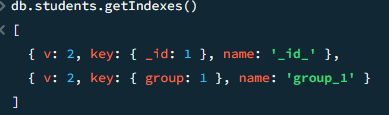 > db.students.getIndexes()
< [
{ v: 2, key: { _id: 1 }, name: '_id_' },
{ v: 2, key: { group: 1 }, name: 'group_1' }
]